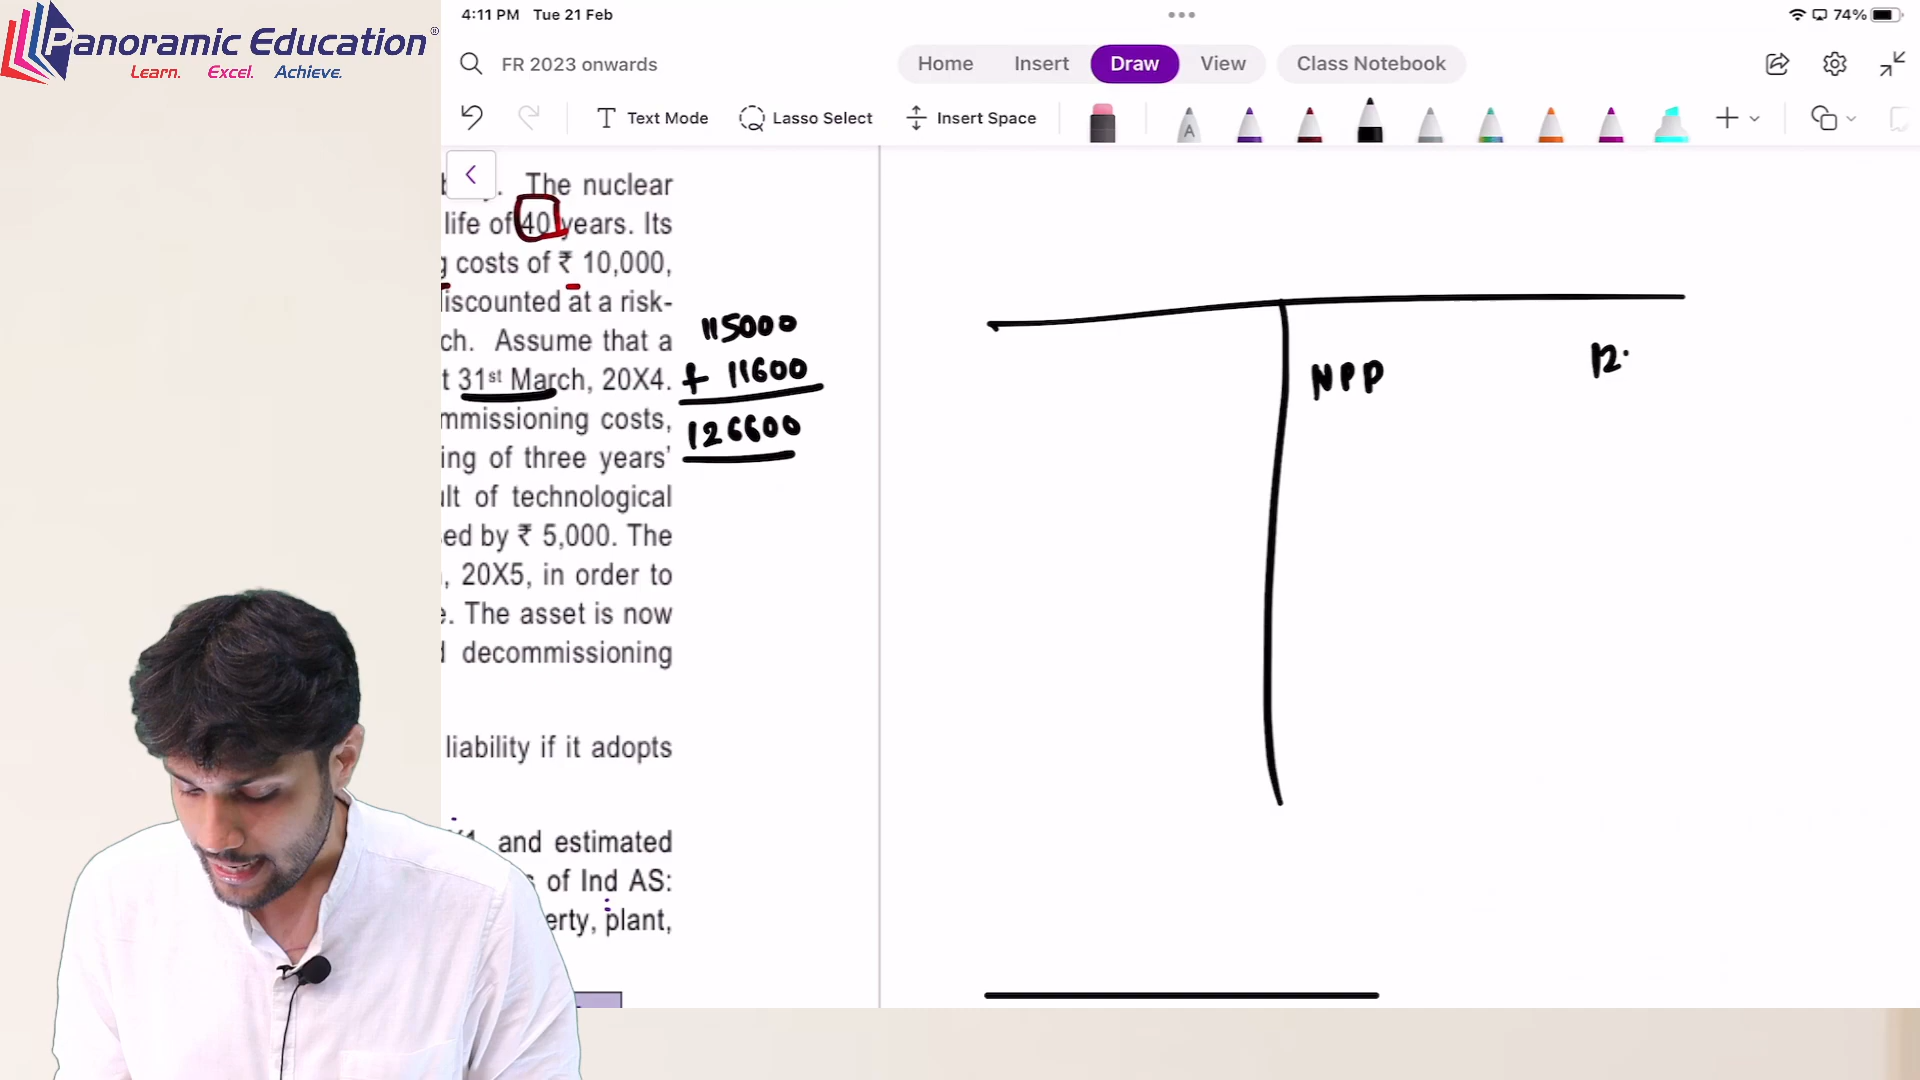 Panoramic Education®
Learn. Excel. Achieve.
4:11 PM Tue 21 Feb
74%
FR 2023 onwards
Home Insert Draw View Class Notebook
Text Mode Lasso Select Insert Space
A
. The nuclear
life of 40 years. Its
costs of ₹ 10,000,
iscounted at a risk-
ch. Assume that a
t 31st March, 20X4.
mmissioning costs,
ing of three years'
ult of technological
ed by ₹ 5,000. The
, 20X5, in order to
e. The asset is now
decommissioning
liability if it adopts
and estimated
of Ind AS:
erty, plant,
115000
+ 11600
126600
NPP 12